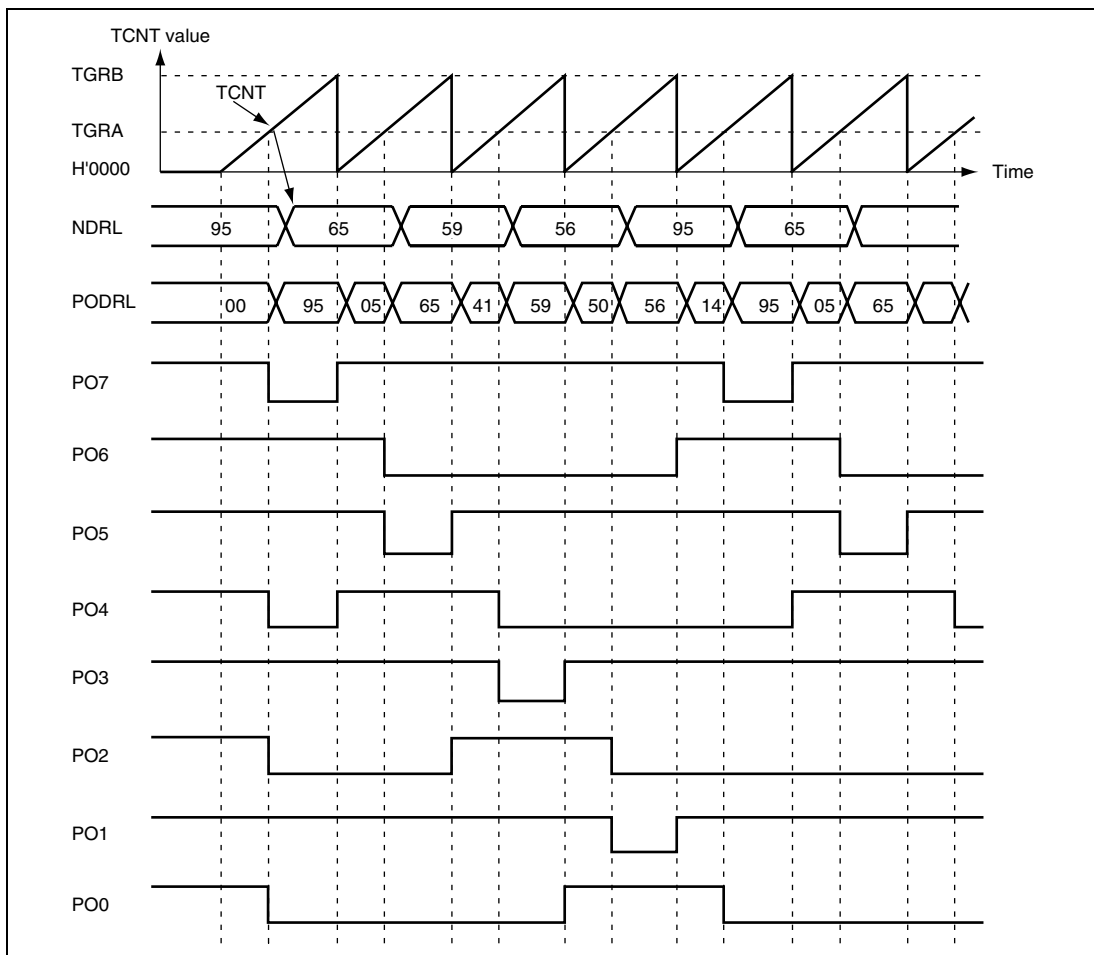 TCNT value
TGRB
TCNT
TGRA
H'0000
Time
NDRL
95 65 59 56 95 65
PODRL
00 95 05 65 41 59 50 56 14 95 05 65
PO7
PO6
PO5
PO4
PO3
PO2
PO1
PO0